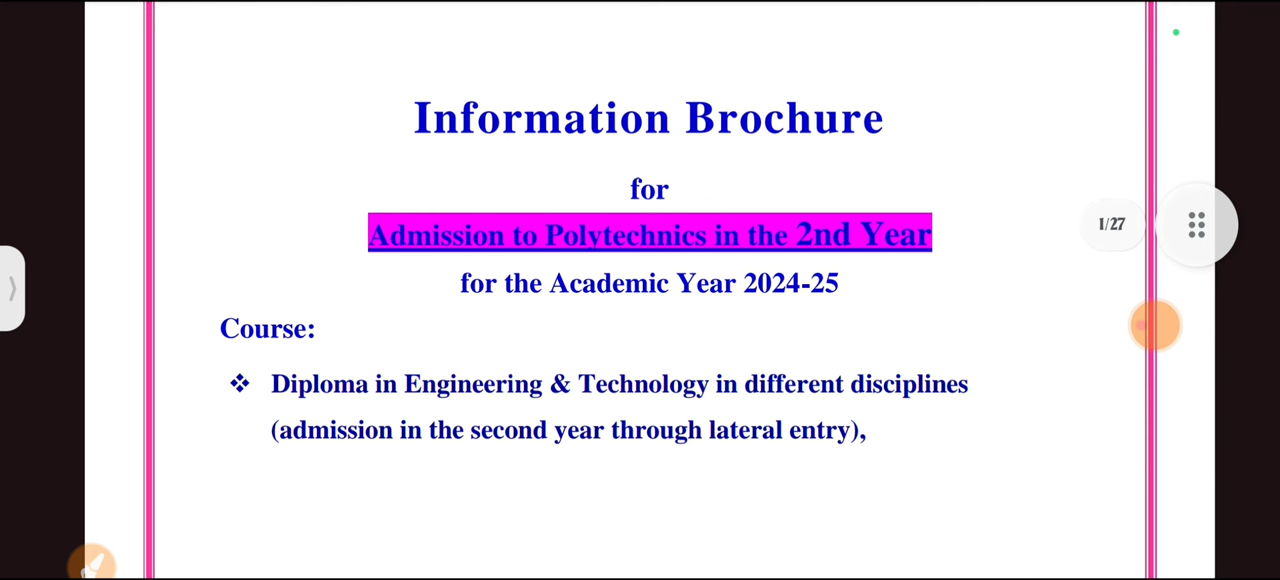 Information Brochure
for
Admission to Polytechnics in the 2nd Year
for the Academic Year 2024-25
1/27
Course:
❖ Diploma in Engineering & Technology in different disciplines
(admission in the second year through lateral entry),